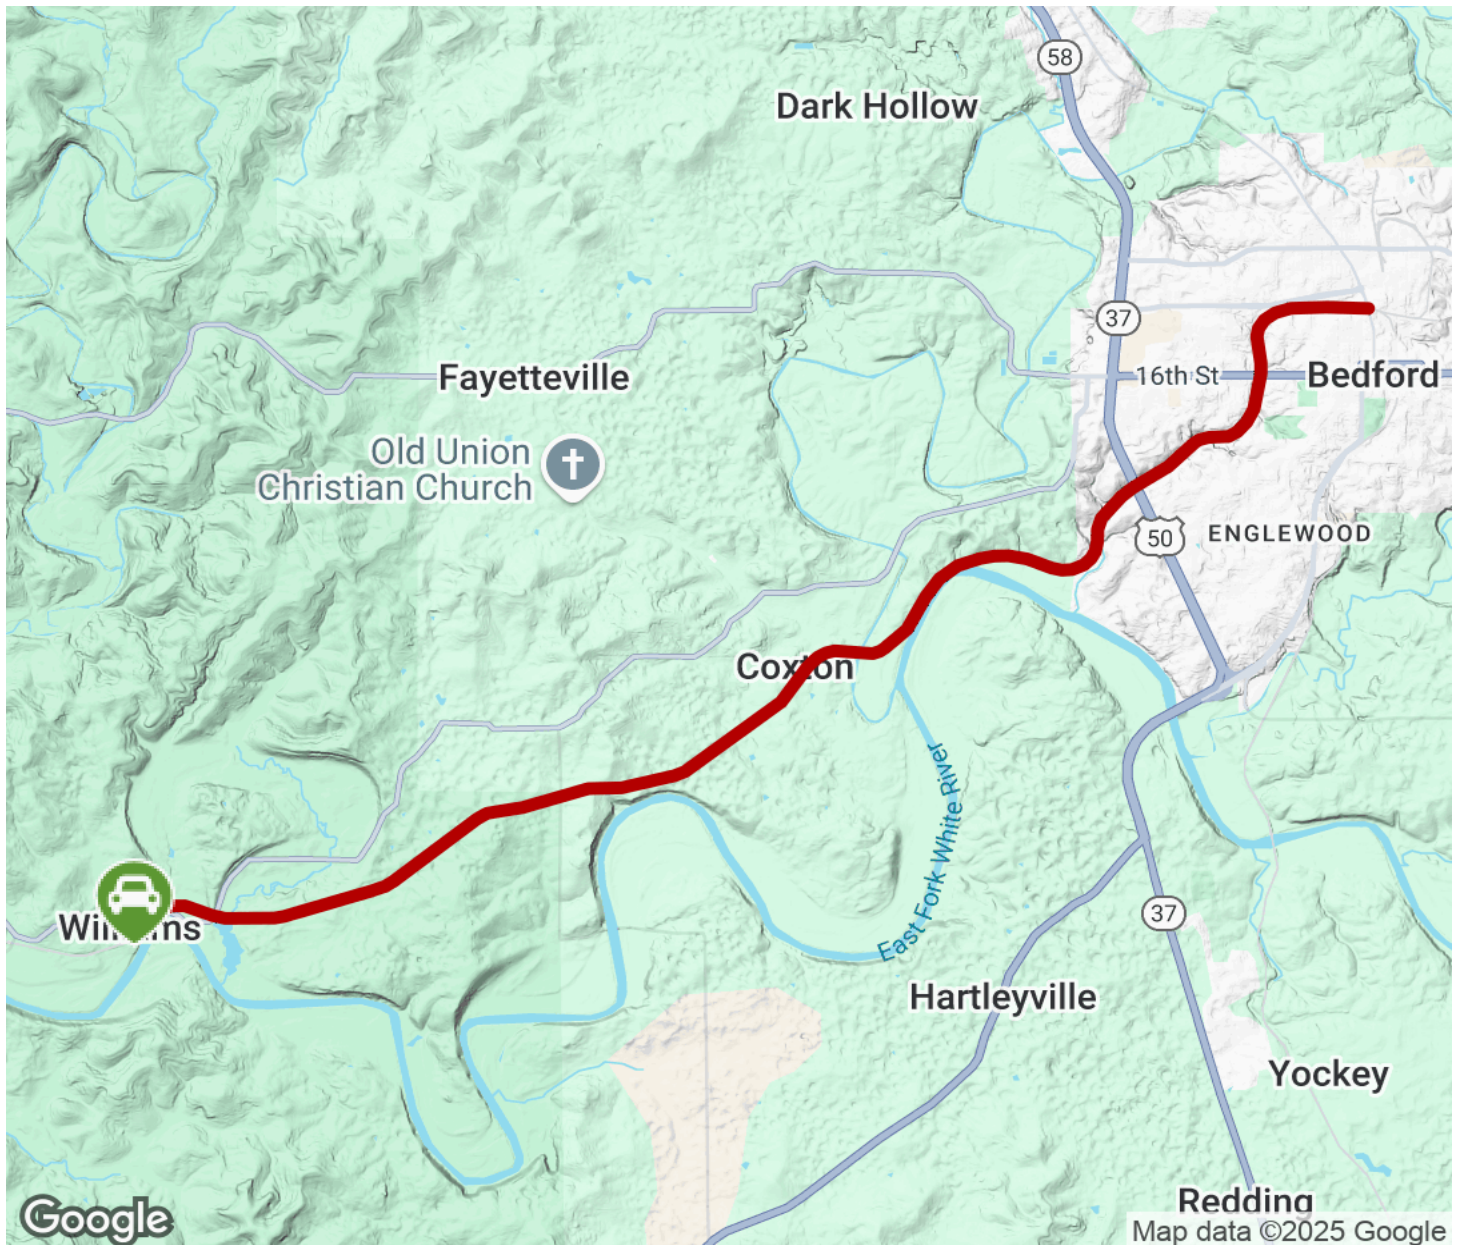 58
Dark Hollow
37
16th St
Bedford
Fayetteville
Old Union
Christian Church
50
ENGLEWOOD
Coxton
East Fork White River
Williams
37
Hartleyville
Yockey
Redding
Google
Map data ©2025 Google